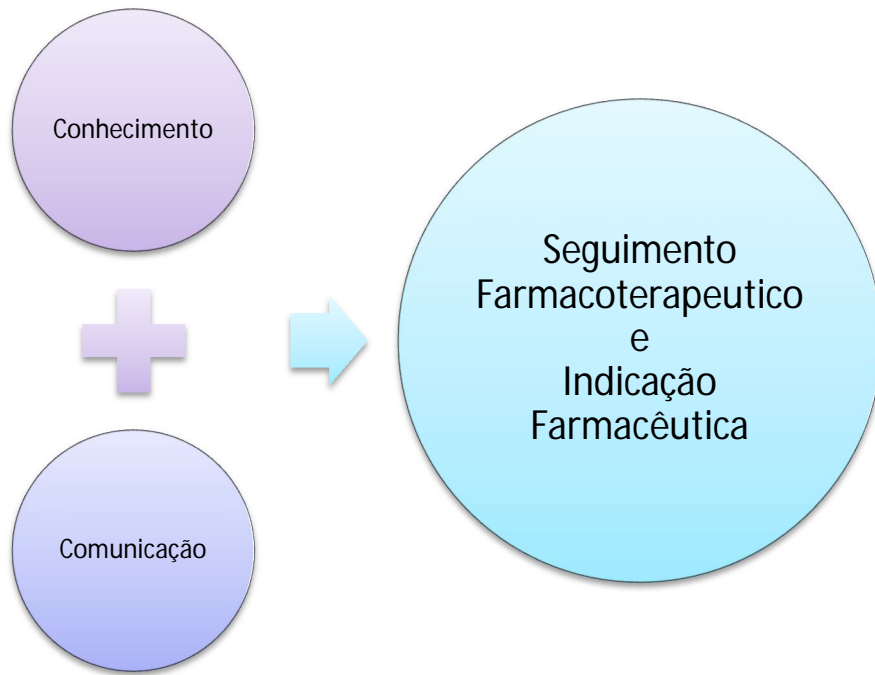 Conhecimento
Comunicação
Seguimento
Farmacoterapeutico
e
Indicação
Farmacêutica